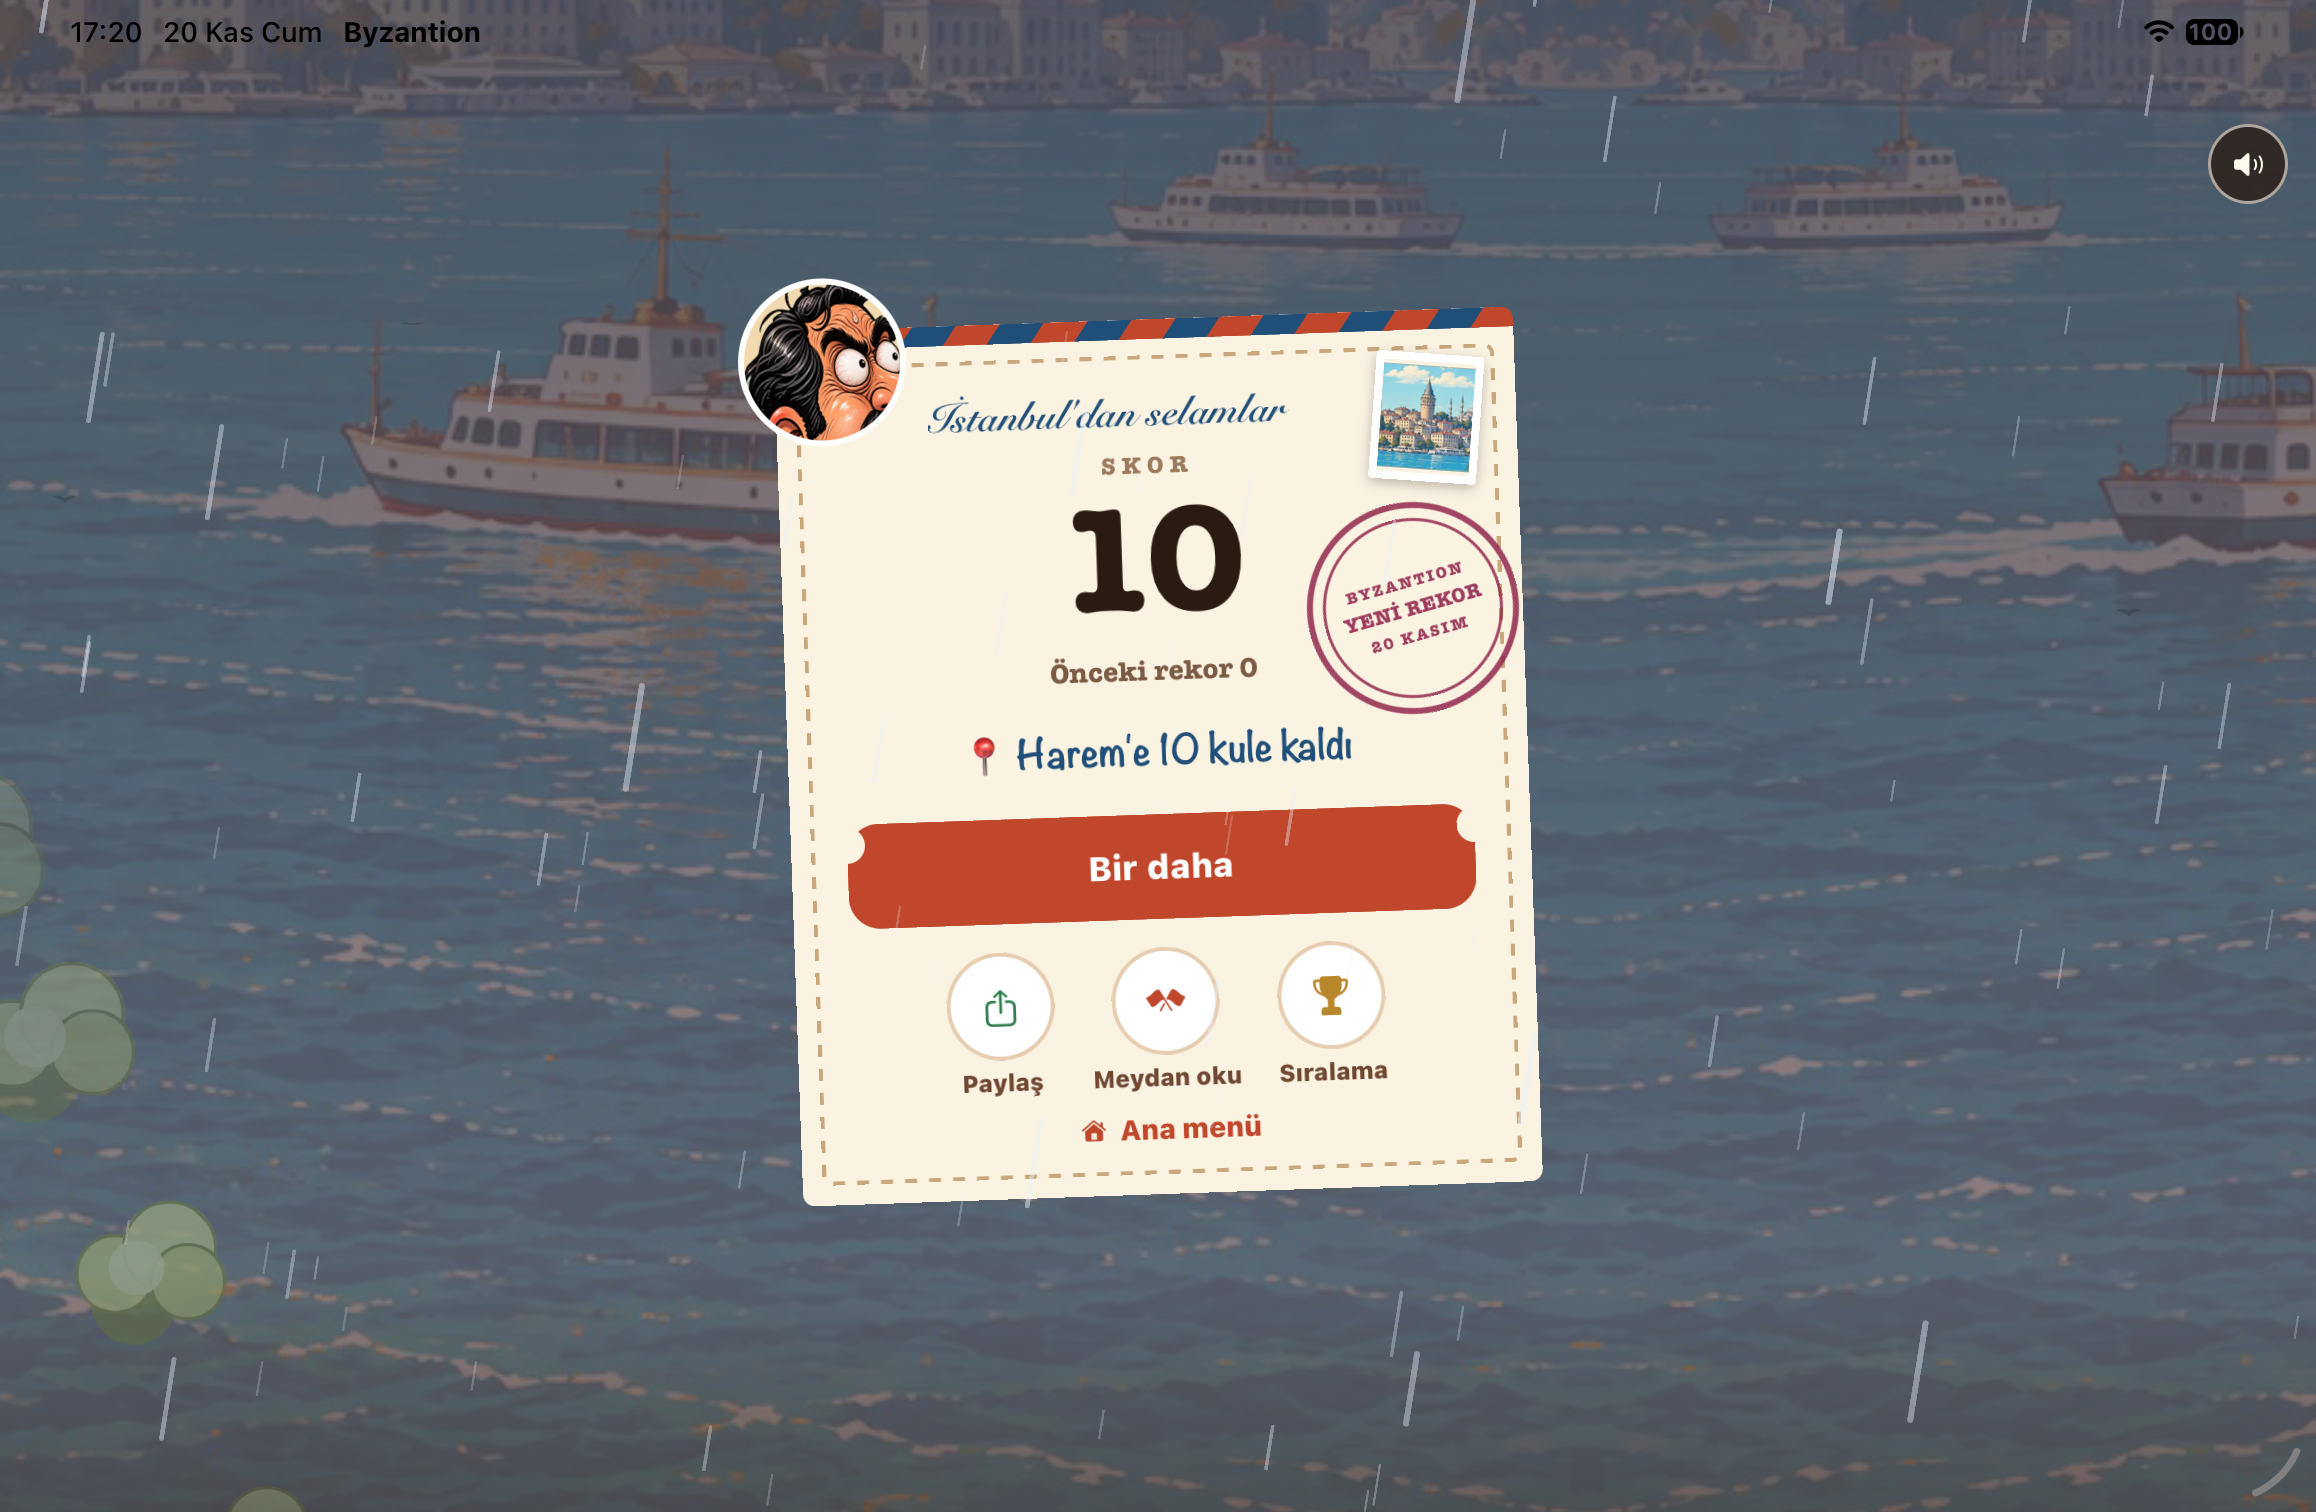 17:20 20 Kas Cum Byzantion
100
İstanbul'dan selamlar
SKOR
10
BYZANTION
YENİ REKOR
20 KASIM
Önceki rekor 0
Harem'e 10 kule kaldı
Bir daha
Paylaş
Meydan oku
Sıralama
Ana menü